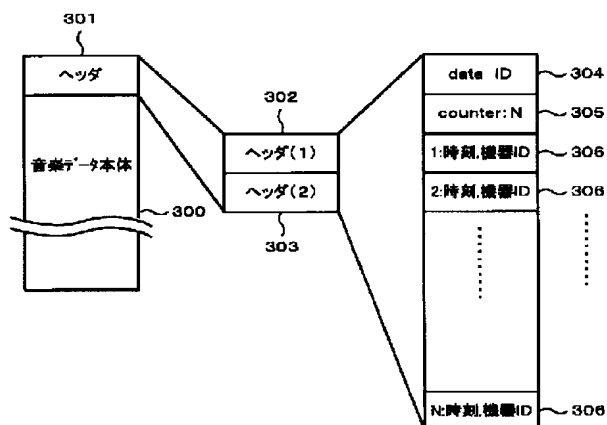 301
ヘッダ
音楽データ本体
300
302
ヘッダ(1)
ヘッダ(2)
303
data ID
304
counter:N
305
1:時刻,機器ID
306
2:時刻,機器ID
306
N:時刻,機器ID
306